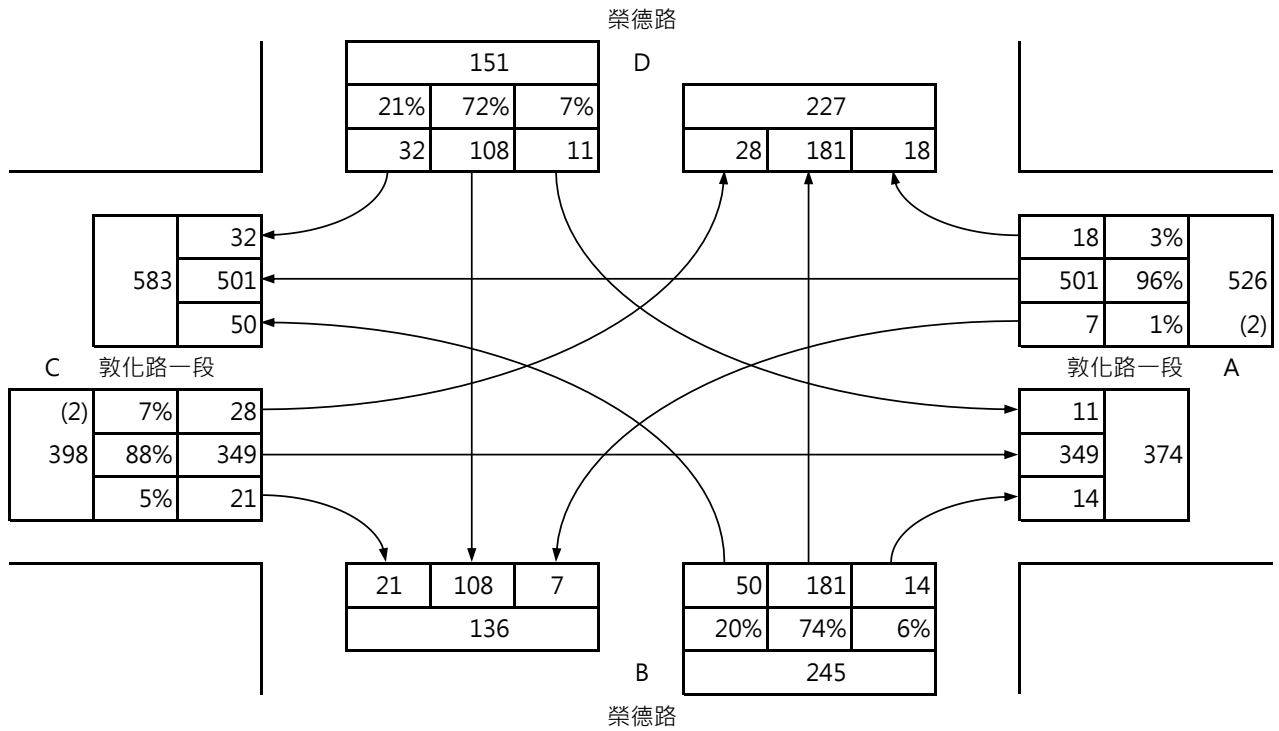 榮德路
151 D
21% 72% 7% 227
32 108 11 28 181 18
32 18 3%
583 501 501 96% 526
50 7 1% (2)
C 敦化路一段 敦化路一段 A
(2) 7% 28 11
398 88% 349 349 374
5% 21 14
21 108 7 50 181 14
136 20% 74% 6%
B 245
榮德路